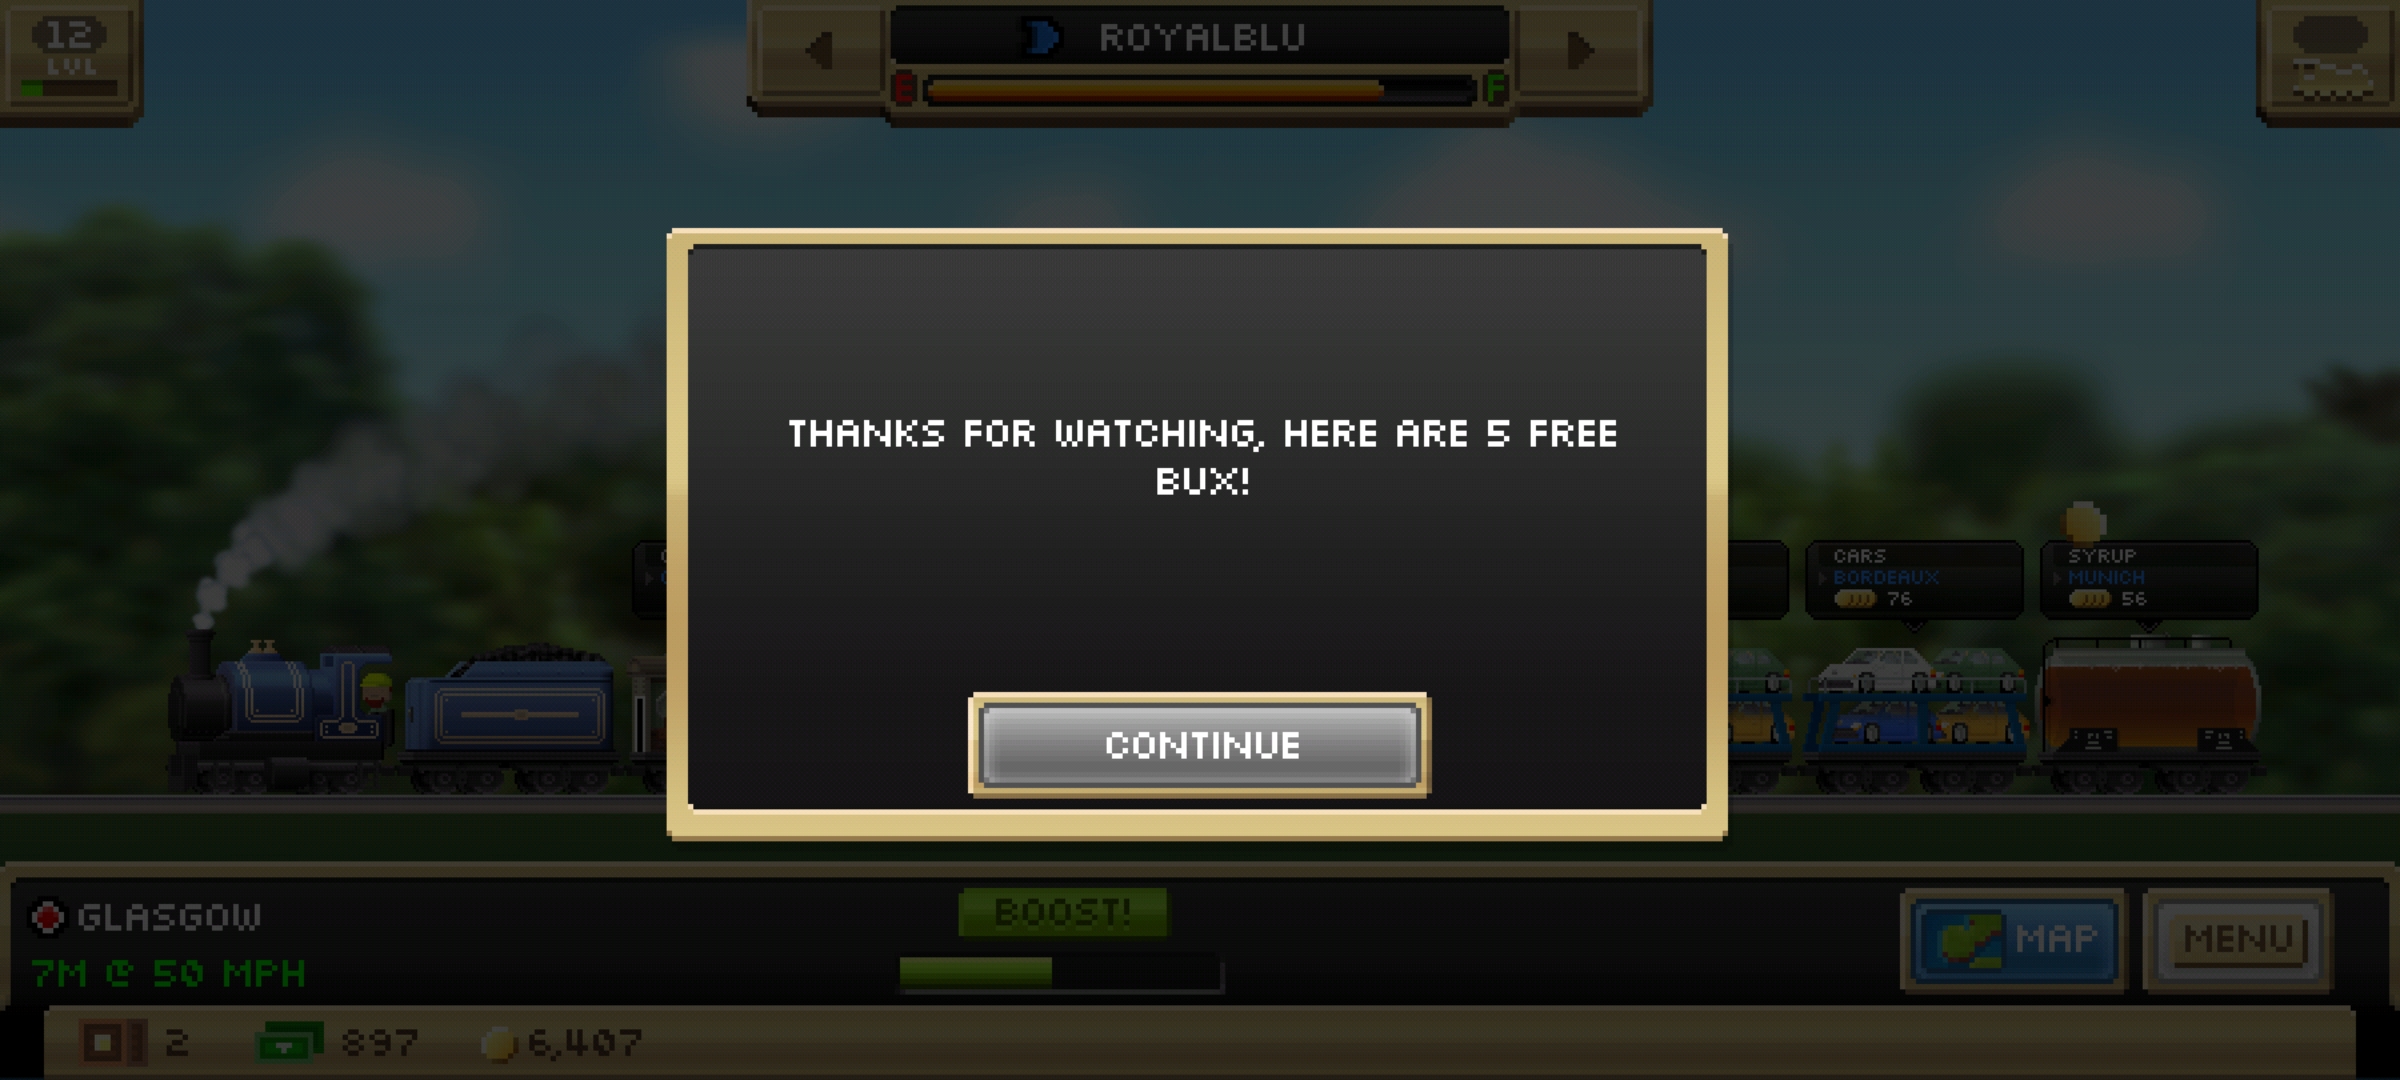 12
LVL
ROYALBLU
E F
THANKS FOR WATCHING, HERE ARE 5 FREE
BUX!
CONTINUE
CARS
BORDEAUX
76
SYRUP
MUNICH
56
GLASGOW
7M @ 50 MPH
BOOST!
MAP
MENU
2 897 6,407